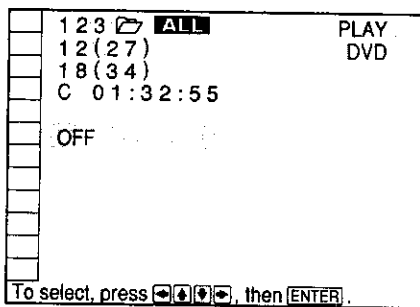 123 ALL PLAY
12(27) DVD
18(34)
C 01:32:55
OFF
To select, press ←↑↓→, then ENTER.